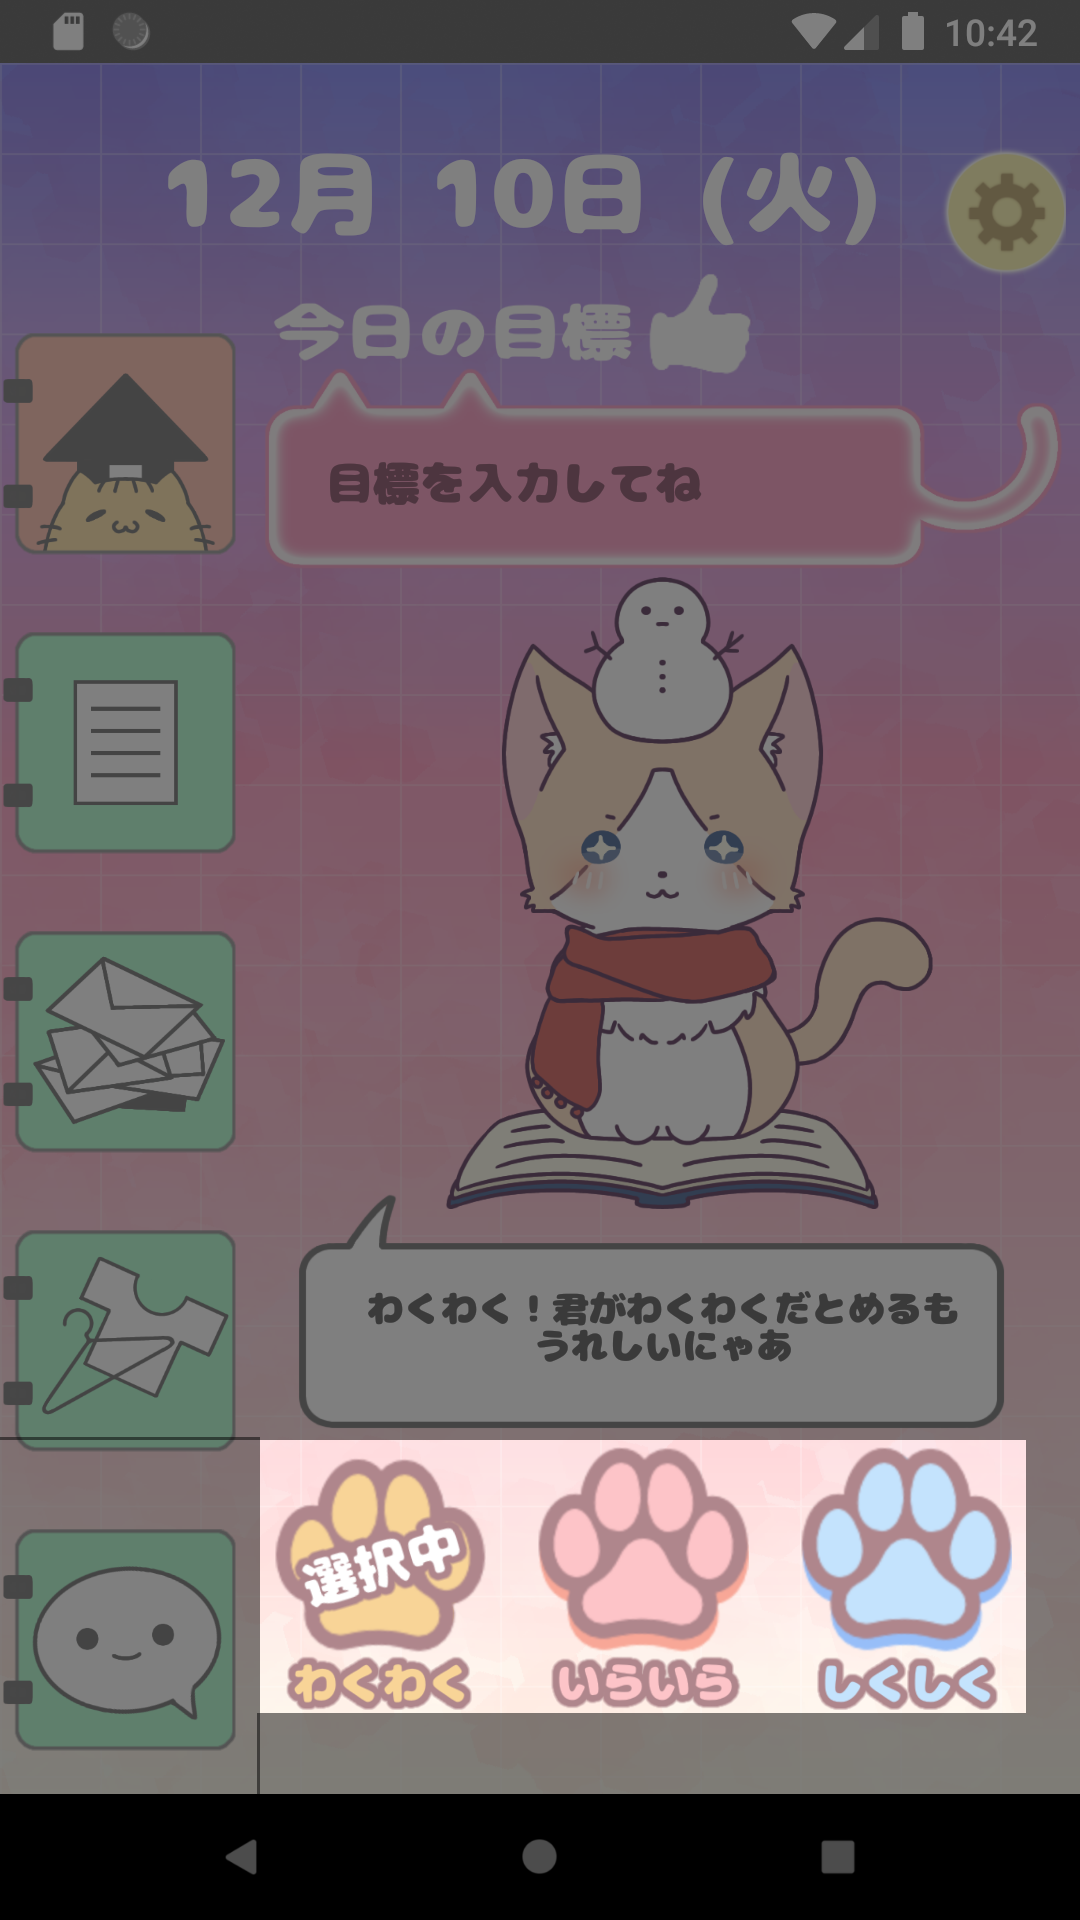 10:42
12月 10日 (火)
今日の目標
目標を入力してね
わくわく！君がわくわくだとめるも
うれしいにゃあ
選択中
わくわく
いらいら
しくしく